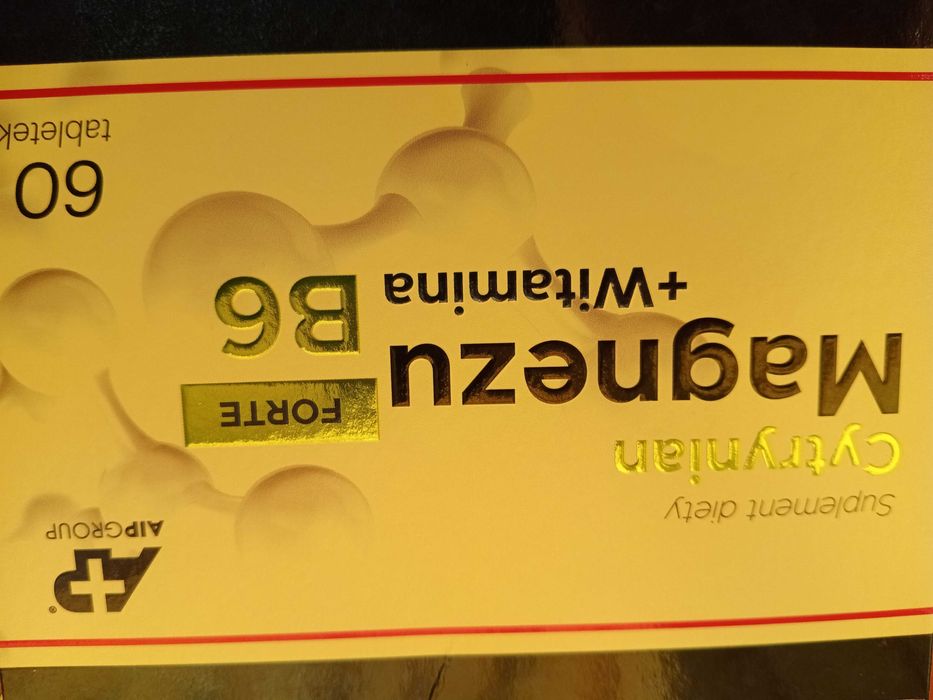 AIPGROUP
Suplement diety
Cytrynian
Magnezu
FORTE
+Witamina B6
60
tabletek